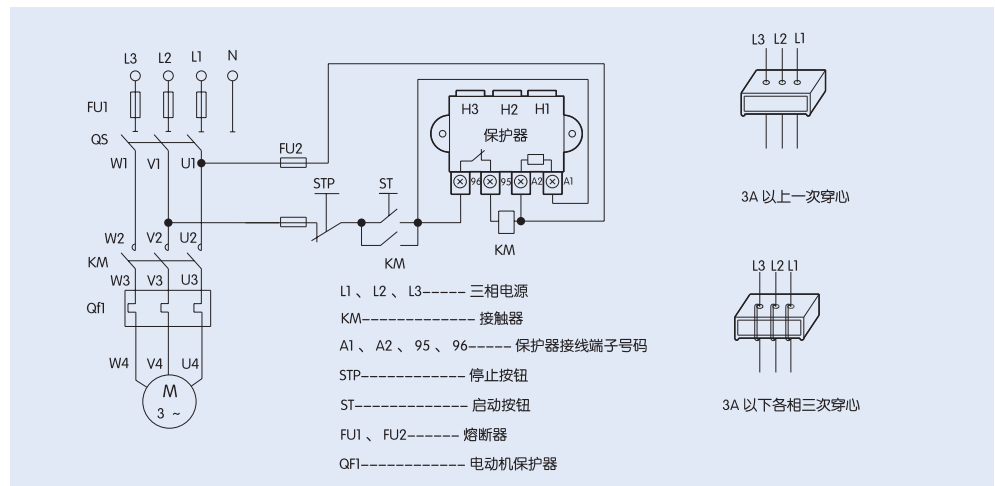 L3 L2 L1 N
FU1
QS
W1 V1 U1
FU2
STP ST
H3 H2 H1
保护器
96 95 A2 A1
KM
KM
W2 V2 U2
KM
W3 V3 U3
Qf1
W4 V4 U4
M
3 ~
L1 、 L2 、 L3----- 三相电源
KM------------- 接触器
A1 、 A2 、 95 、 96----- 保护器接线端子号码
STP------------ 停止按钮
ST------------- 启动按钮
FU1 、 FU2------ 熔断器
QF1------------ 电动机保护器
L3 L2 L1
3A 以上一次穿心
L3 L2 L1
3A 以下各相三次穿心